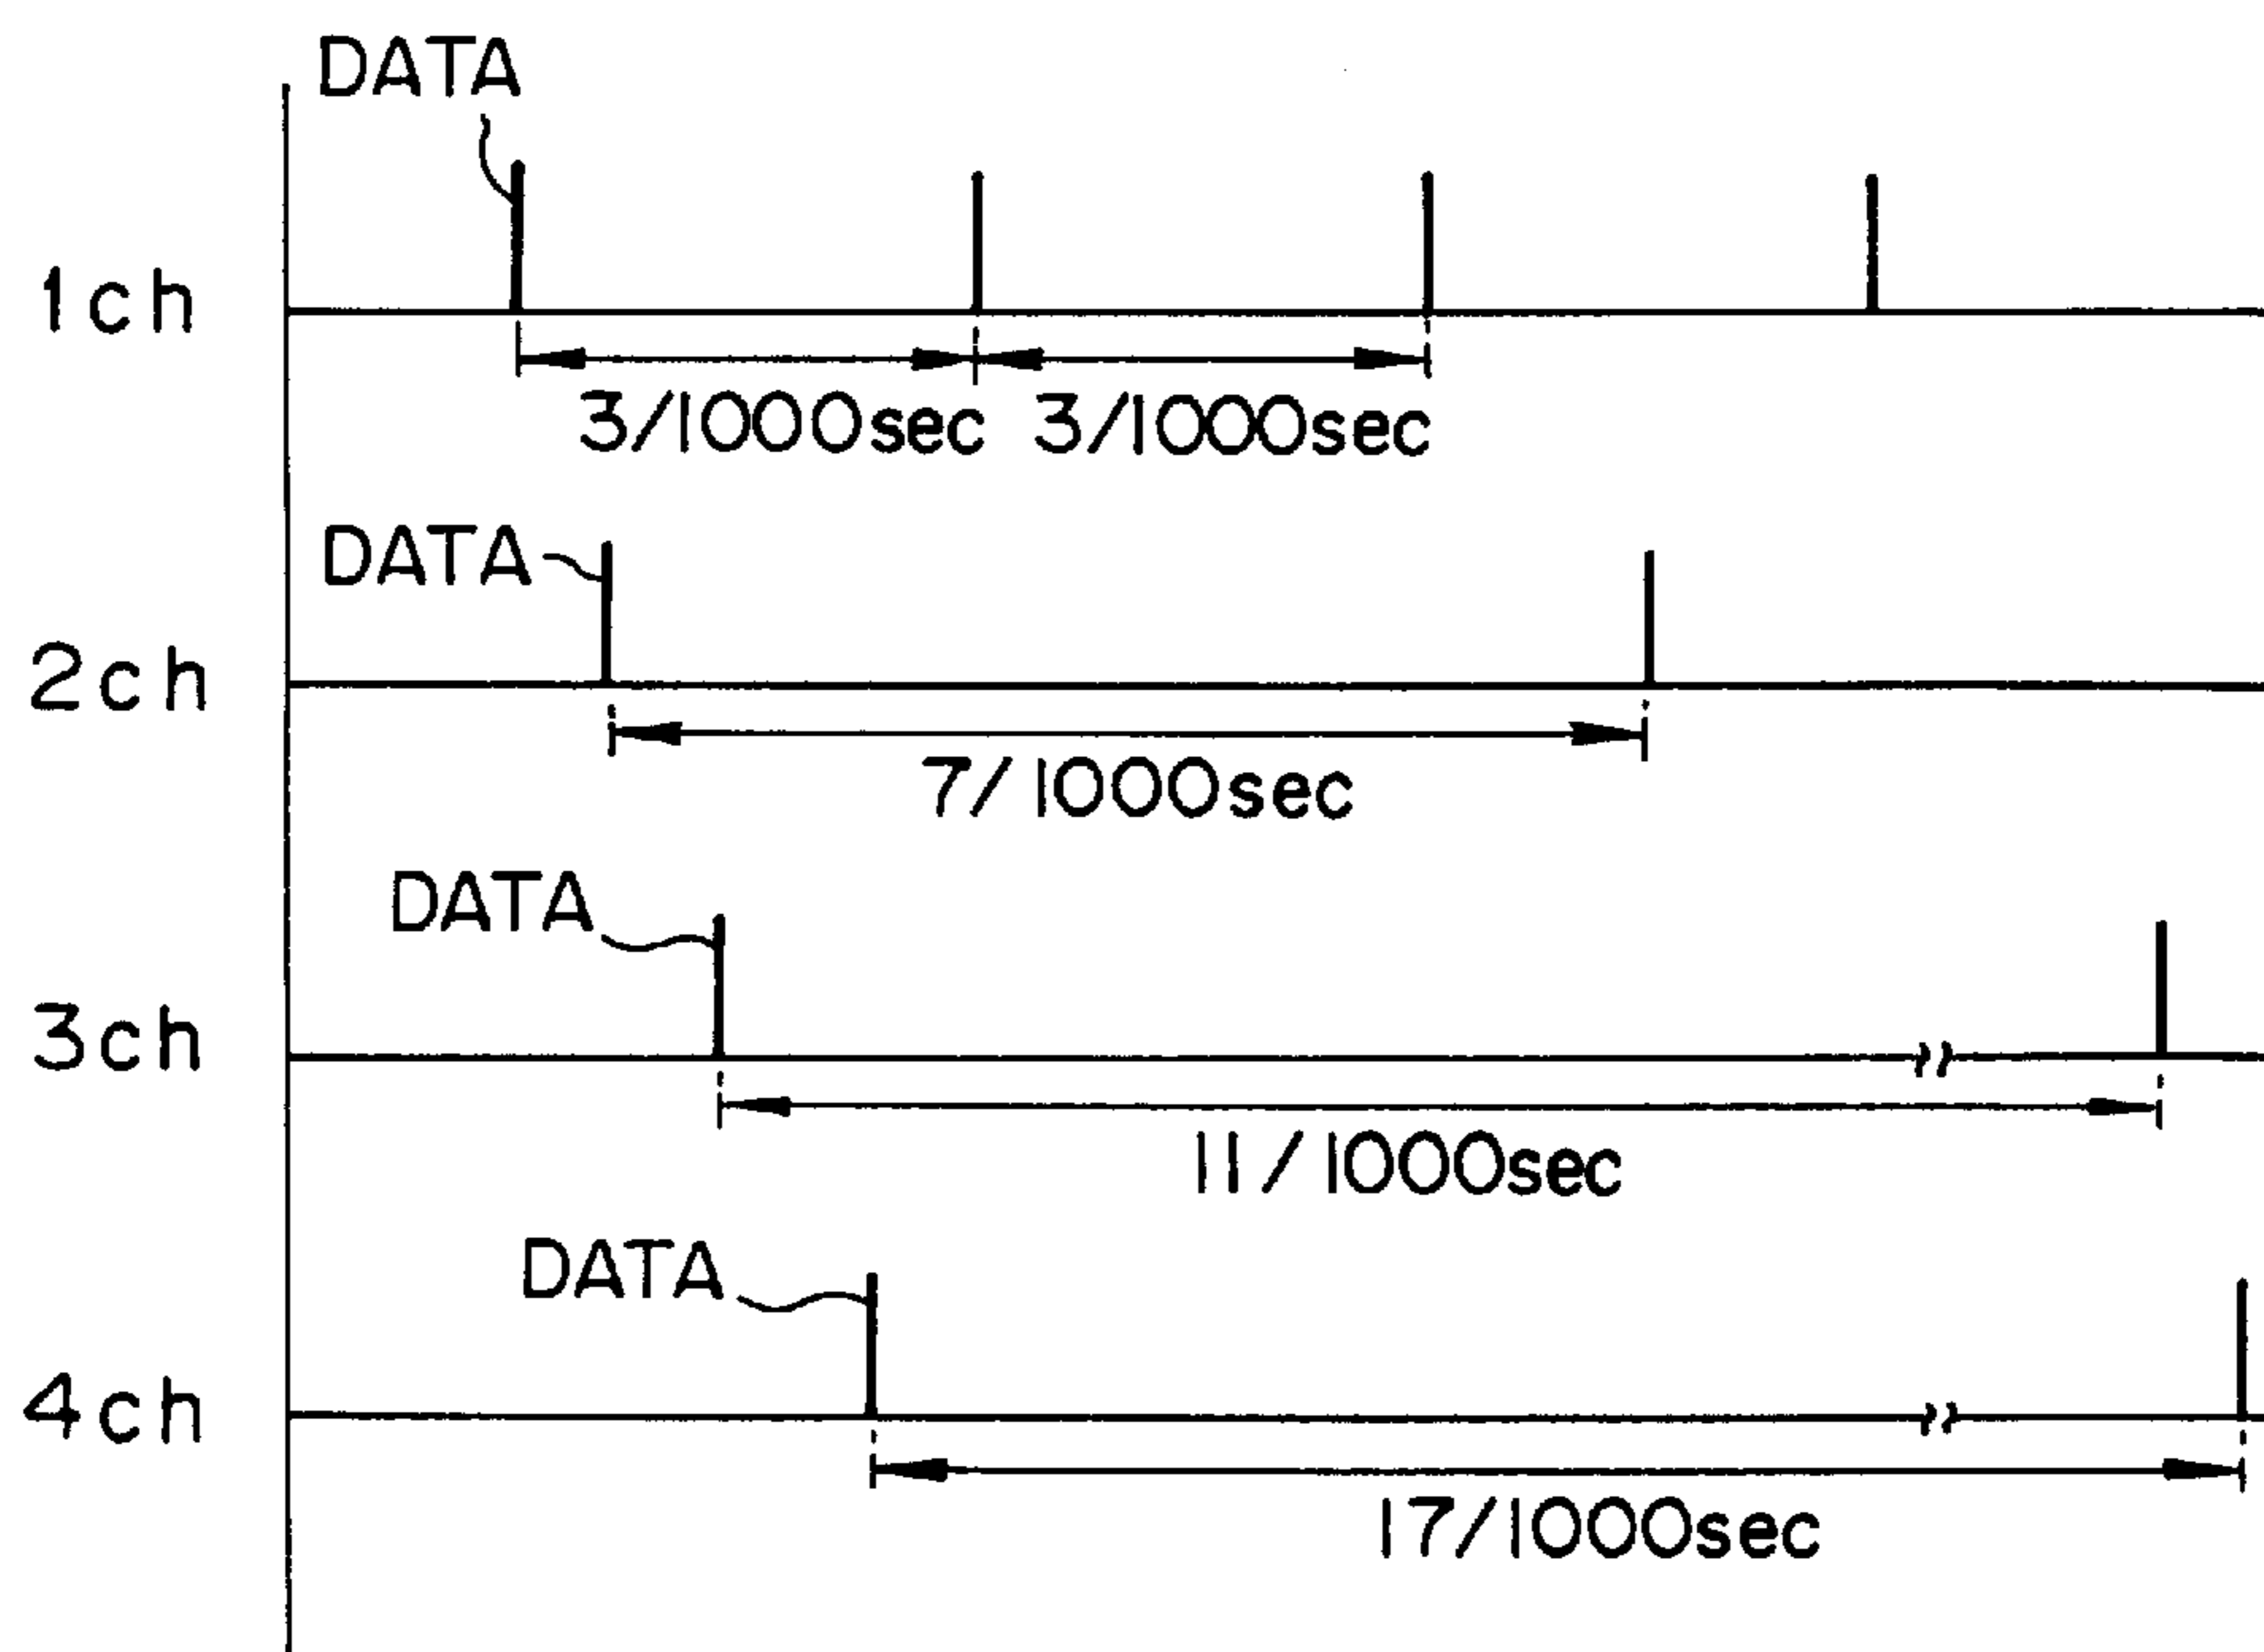 DATA
1ch
3/1000sec 3/1000sec
DATA
2ch
7/1000sec
DATA
3ch
11/1000sec
DATA
4ch
17/1000sec